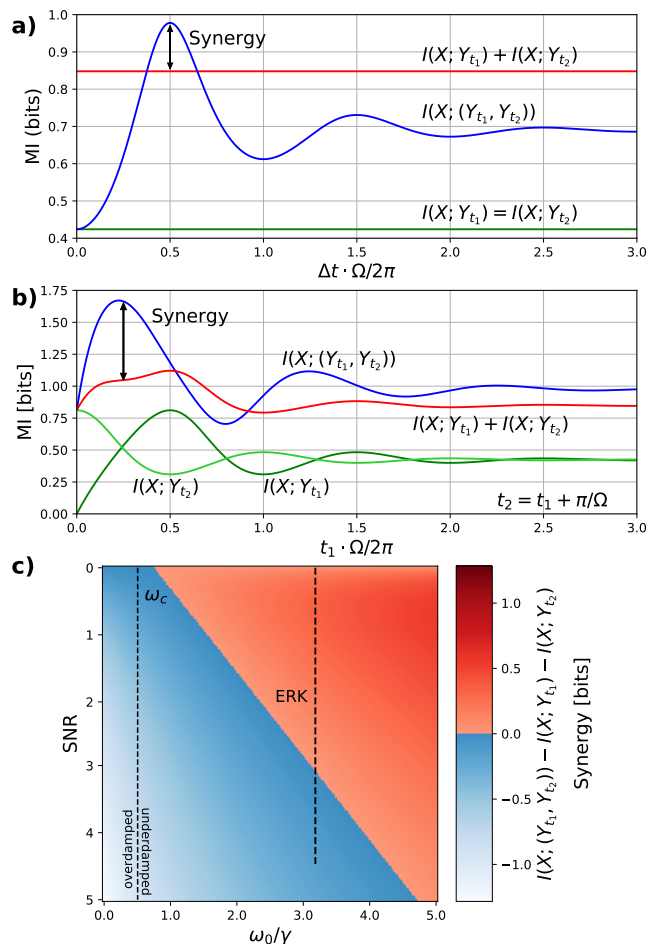 a)
1.0
0.9
0.8
0.7
0.6
0.5
0.4
MI (bits)
Synergy
I(X; Y_{t_1}) + I(X; Y_{t_2})
I(X; (Y_{t_1}, Y_{t_2}))
I(X; Y_{t_1}) = I(X; Y_{t_2})
0.0 0.5 1.0 1.5 2.0 2.5 3.0
Δt · Ω/2π
b)
1.75
1.50
1.25
1.00
0.75
0.50
0.25
0.00
MI [bits]
Synergy
I(X; (Y_{t_1}, Y_{t_2}))
I(X; Y_{t_1}) + I(X; Y_{t_2})
I(X; Y_{t_2})
I(X; Y_{t_1})
t_2 = t_1 + π/Ω
0.0 0.5 1.0 1.5 2.0 2.5 3.0
t_1 · Ω/2π
c)
0
1
2
3
4
5
SNR
ω_c
ERK
overdamped
underdamped
0.0 1.0 2.0 3.0 4.0 5.0
ω_0/γ
1.0
0.5
0.0
−0.5
−1.0
Synergy [bits]
I(X; (Y_{t_1}, Y_{t_2})) − I(X; Y_{t_1}) − I(X; Y_{t_2})